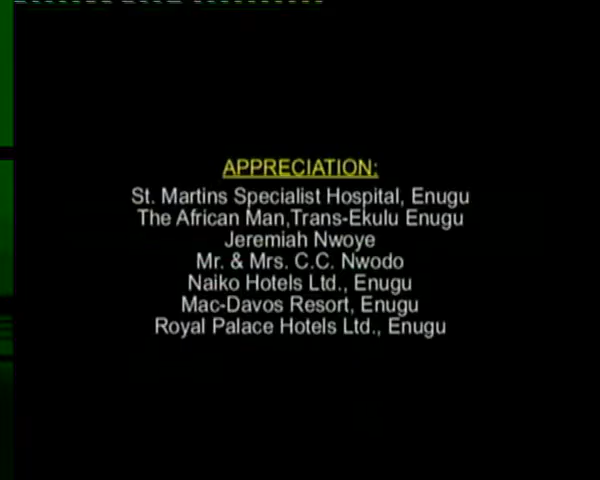 APPRECIATION:
St. Martins Specialist Hospital, Enugu
The African Man,Trans-Ekulu Enugu
Jeremiah Nwoye
Mr. & Mrs. C.C. Nwodo
Naiko Hotels Ltd., Enugu
Mac-Davos Resort, Enugu
Royal Palace Hotels Ltd., Enugu